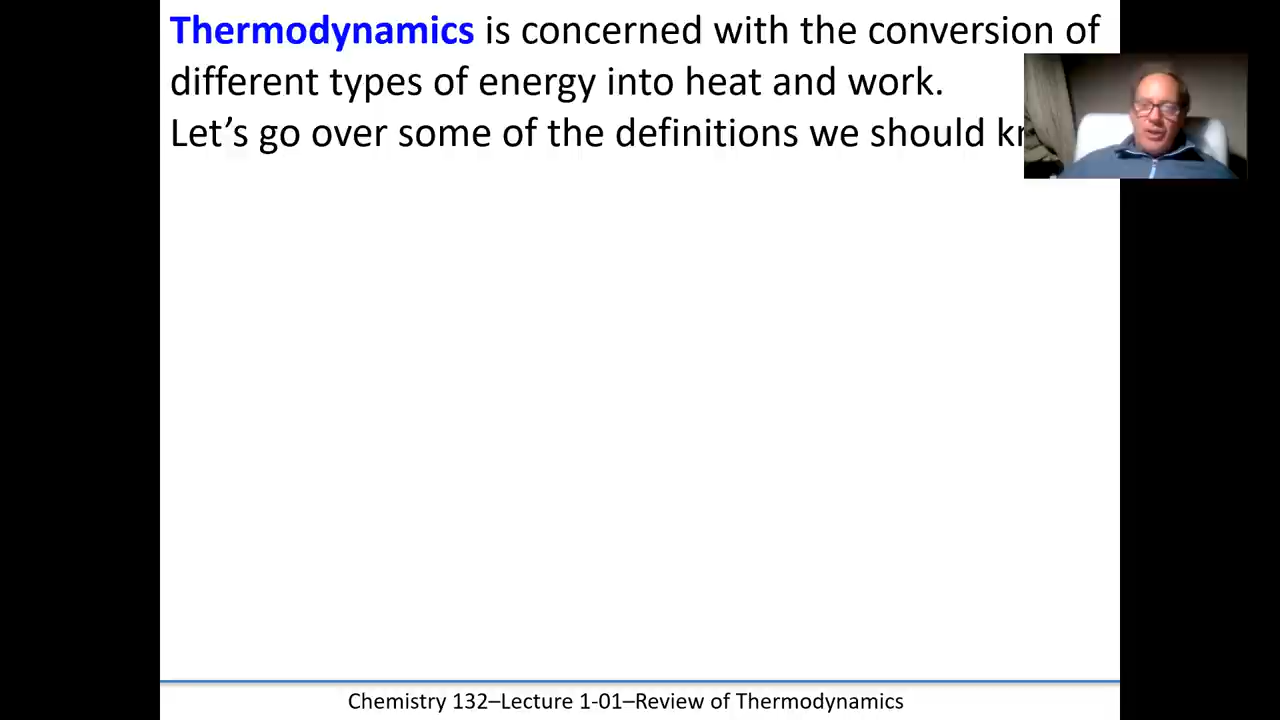 Thermodynamics is concerned with the conversion of
different types of energy into heat and work.
Let’s go over some of the definitions we should
Chemistry 132–Lecture 1-01–Review of Thermodynamics